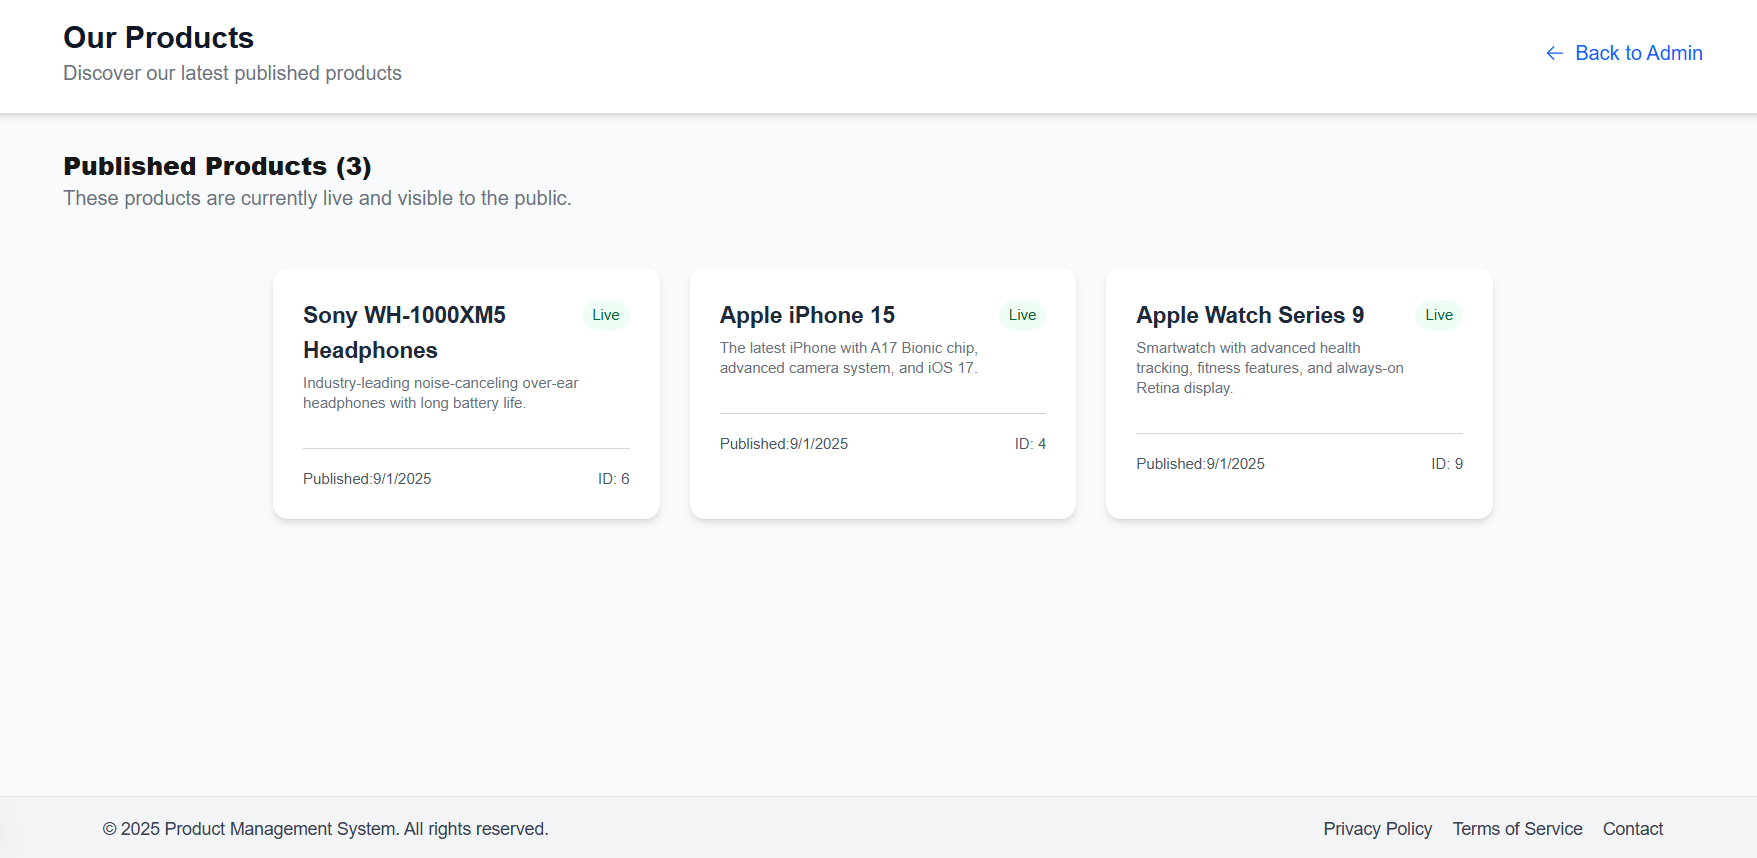 Our Products
Discover our latest published products
← Back to Admin
Published Products (3)
These products are currently live and visible to the public.
Sony WH-1000XM5
Headphones
Live
Industry-leading noise-canceling over-ear
headphones with long battery life.
Published:9/1/2025
ID: 6
Apple iPhone 15
Live
The latest iPhone with A17 Bionic chip,
advanced camera system, and iOS 17.
Published:9/1/2025
ID: 4
Apple Watch Series 9
Live
Smartwatch with advanced health
tracking, fitness features, and always-on
Retina display.
Published:9/1/2025
ID: 9
© 2025 Product Management System. All rights reserved.
Privacy Policy
Terms of Service
Contact